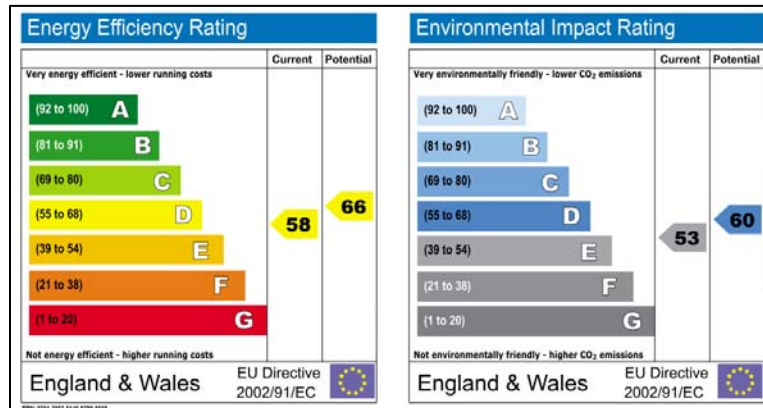 Energy Efficiency Rating
Current Potential
Very energy efficient - lower running costs
(92 to 100) A
(81 to 91) B
(69 to 80) C
(55 to 68) D
(39 to 54) E
(21 to 38) F
(1 to 20) G
58
66
Not energy efficient - higher running costs
England & Wales
EU Directive
2002/91/EC
Environmental Impact Rating
Current Potential
Very environmentally friendly - lower CO₂ emissions
(92 to 100) A
(81 to 91) B
(69 to 80) C
(55 to 68) D
(39 to 54) E
(21 to 38) F
(1 to 20) G
53
60
Not environmentally friendly - higher CO₂ emissions
England & Wales
EU Directive
2002/91/EC